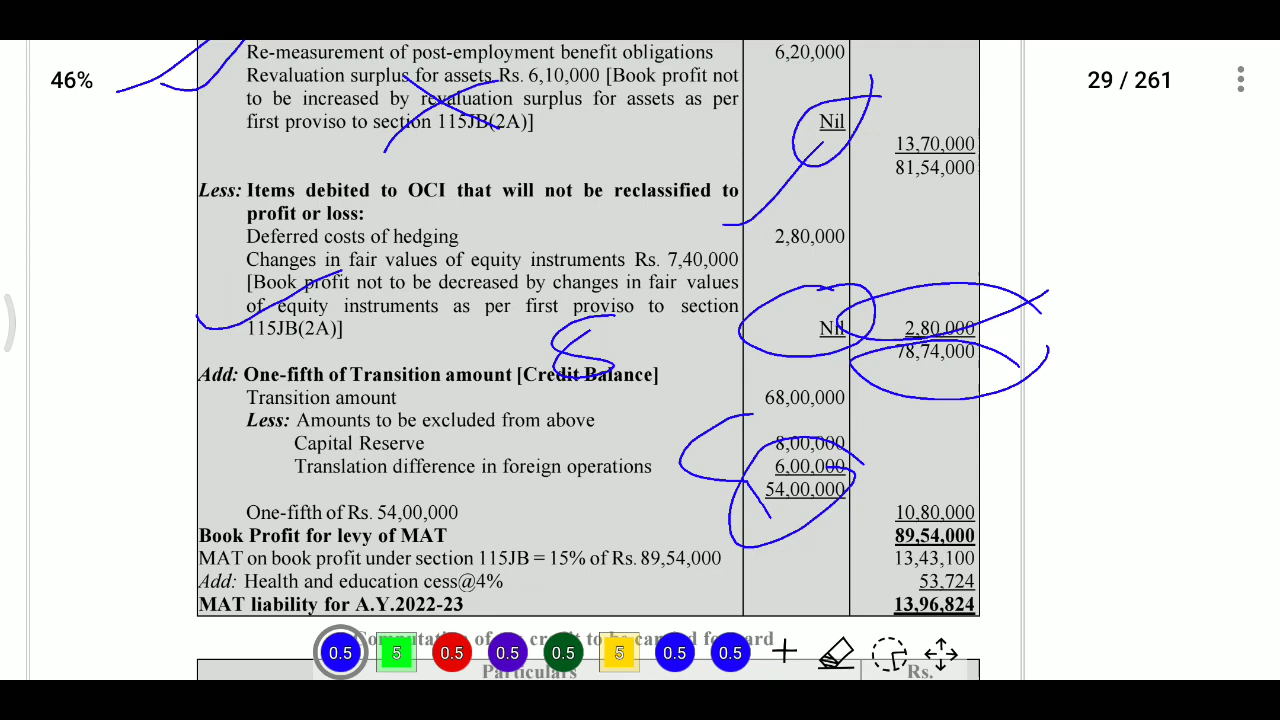 46%
29 / 261
Re-measurement of post-employment benefit obligations 6,20,000
Revaluation surplus for assets Rs. 6,10,000 [Book profit not
to be increased by revaluation surplus for assets as per
first proviso to section 115JB(2A)] Nil
13,70,000
81,54,000
Less: Items debited to OCI that will not be reclassified to
profit or loss:
Deferred costs of hedging 2,80,000
Changes in fair values of equity instruments Rs. 7,40,000
[Book profit not to be decreased by changes in fair values
of equity instruments as per first proviso to section
115JB(2A)] Nil 2,80,000
78,74,000
Add: One-fifth of Transition amount [Credit Balance]
Transition amount 68,00,000
Less: Amounts to be excluded from above
Capital Reserve 8,00,000
Translation difference in foreign operations 6,00,000
54,00,000
One-fifth of Rs. 54,00,000 10,80,000
Book Profit for levy of MAT 89,54,000
MAT on book profit under section 115JB = 15% of Rs. 89,54,000 13,43,100
Add: Health and education cess@4% 53,724
MAT liability for A.Y.2022-23 13,96,824
Computation of credit to be carried forward
0.5 5 0.5 0.5 0.5 5 0.5 0.5
Particulars Rs.